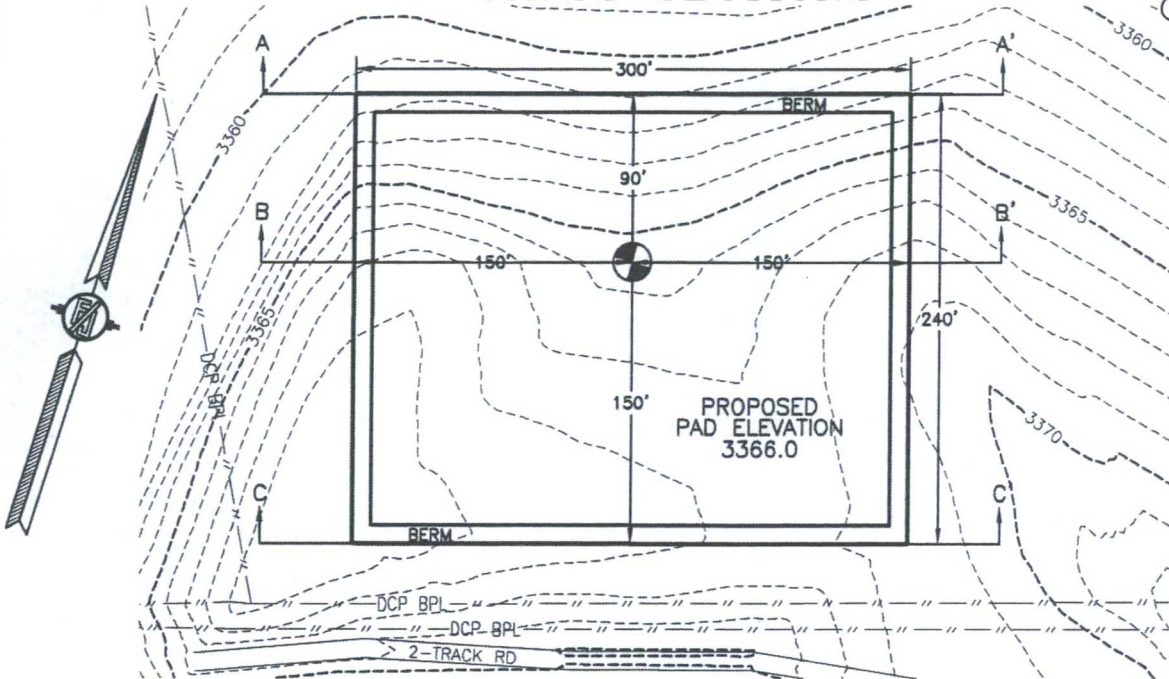 3360
A
300'
A'
BERM
3360
90'
B
150'
150'
B'
3365
3365
240'
DCP BPL
150'
PROPOSED
PAD ELEVATION
3366.0
3370
C
C
BERM
DCP BPL
DCP BPL
2-TRACK RD